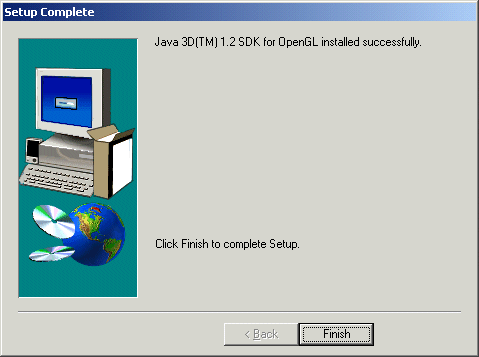 Setup Complete
Java 3D(TM) 1.2 SDK for OpenGL installed successfully.
Click Finish to complete Setup.
< Back
Finish